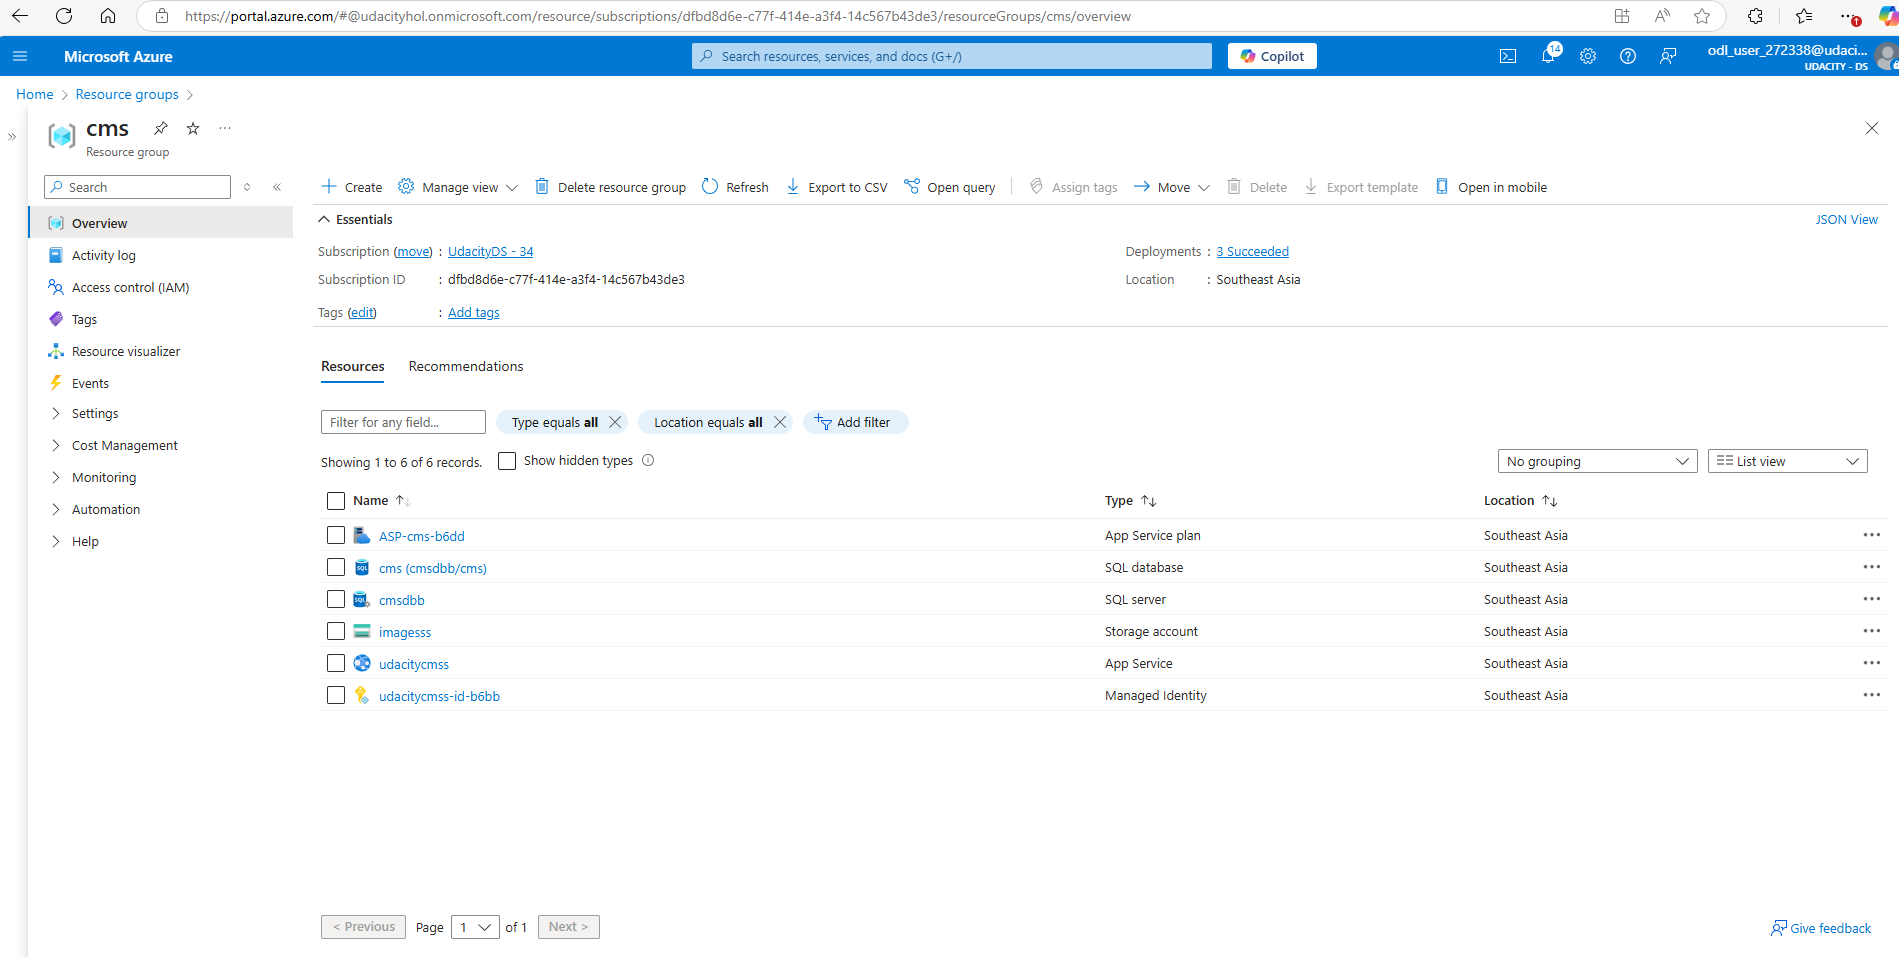 https://portal.azure.com/#@udacityhol.onmicrosoft.com/resource/subscriptions/dfbd8d6e-c77f-414e-a3f4-14c567b43de3/resourceGroups/cms/overview
Microsoft Azure
Search resources, services, and docs (G+/)
Copilot
14
odl_user_272338@udaci...
UDACITY - DS
Home > Resource groups >
cms
Resource group
Search
Create
Manage view
Delete resource group
Refresh
Export to CSV
Open query
Assign tags
Move
Delete
Export template
Open in mobile
Overview
Activity log
Access control (IAM)
Tags
Resource visualizer
Events
Settings
Cost Management
Monitoring
Automation
Help
Essentials
JSON View
Subscription (move) : UdacityDS - 34
Deployments : 3 Succeeded
Subscription ID : dfbd8d6e-c77f-414e-a3f4-14c567b43de3
Location : Southeast Asia
Tags (edit) : Add tags
Resources Recommendations
Filter for any field...
Type equals all
Location equals all
Add filter
Showing 1 to 6 of 6 records.
Show hidden types
No grouping
List view
Name Type Location
ASP-cms-b6dd App Service plan Southeast Asia
cms (cmsdbb/cms) SQL database Southeast Asia
cmsdbb SQL server Southeast Asia
imagesss Storage account Southeast Asia
udacitycmss App Service Southeast Asia
udacitycmss-id-b6bb Managed Identity Southeast Asia
< Previous Page 1 of 1 Next >
Give feedback